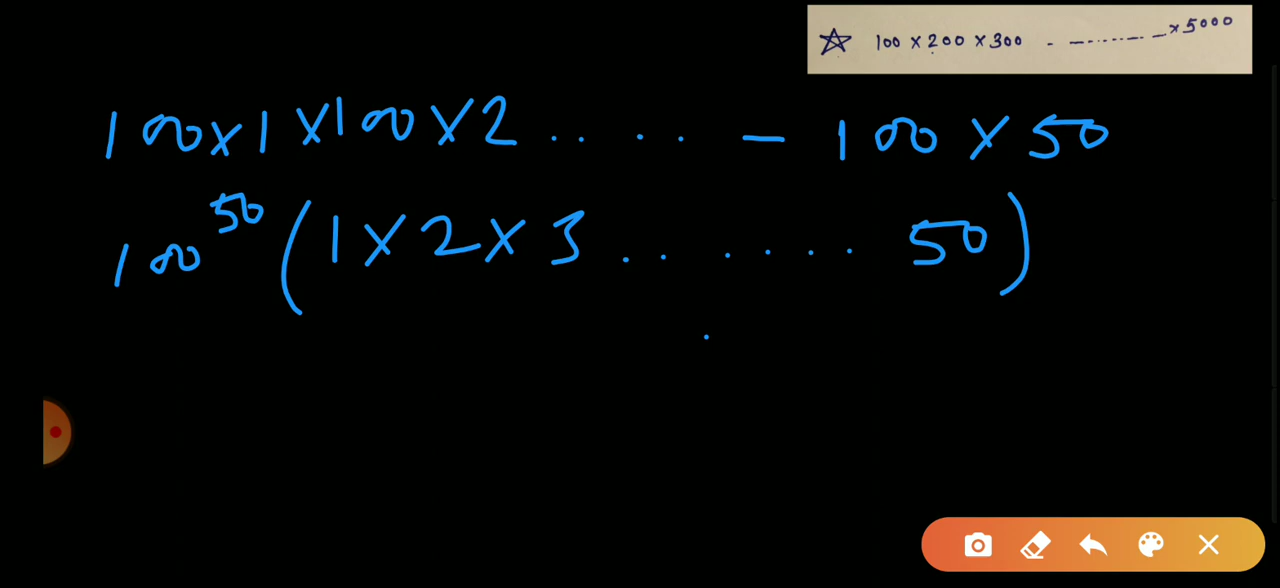 ☆ 100 × 200 × 300 . - ....... - - × 5000
100 × 1 × 100 × 2 . . . . . — 100 × 50
100^50 ( 1 × 2 × 3 . . . . . . 50 )